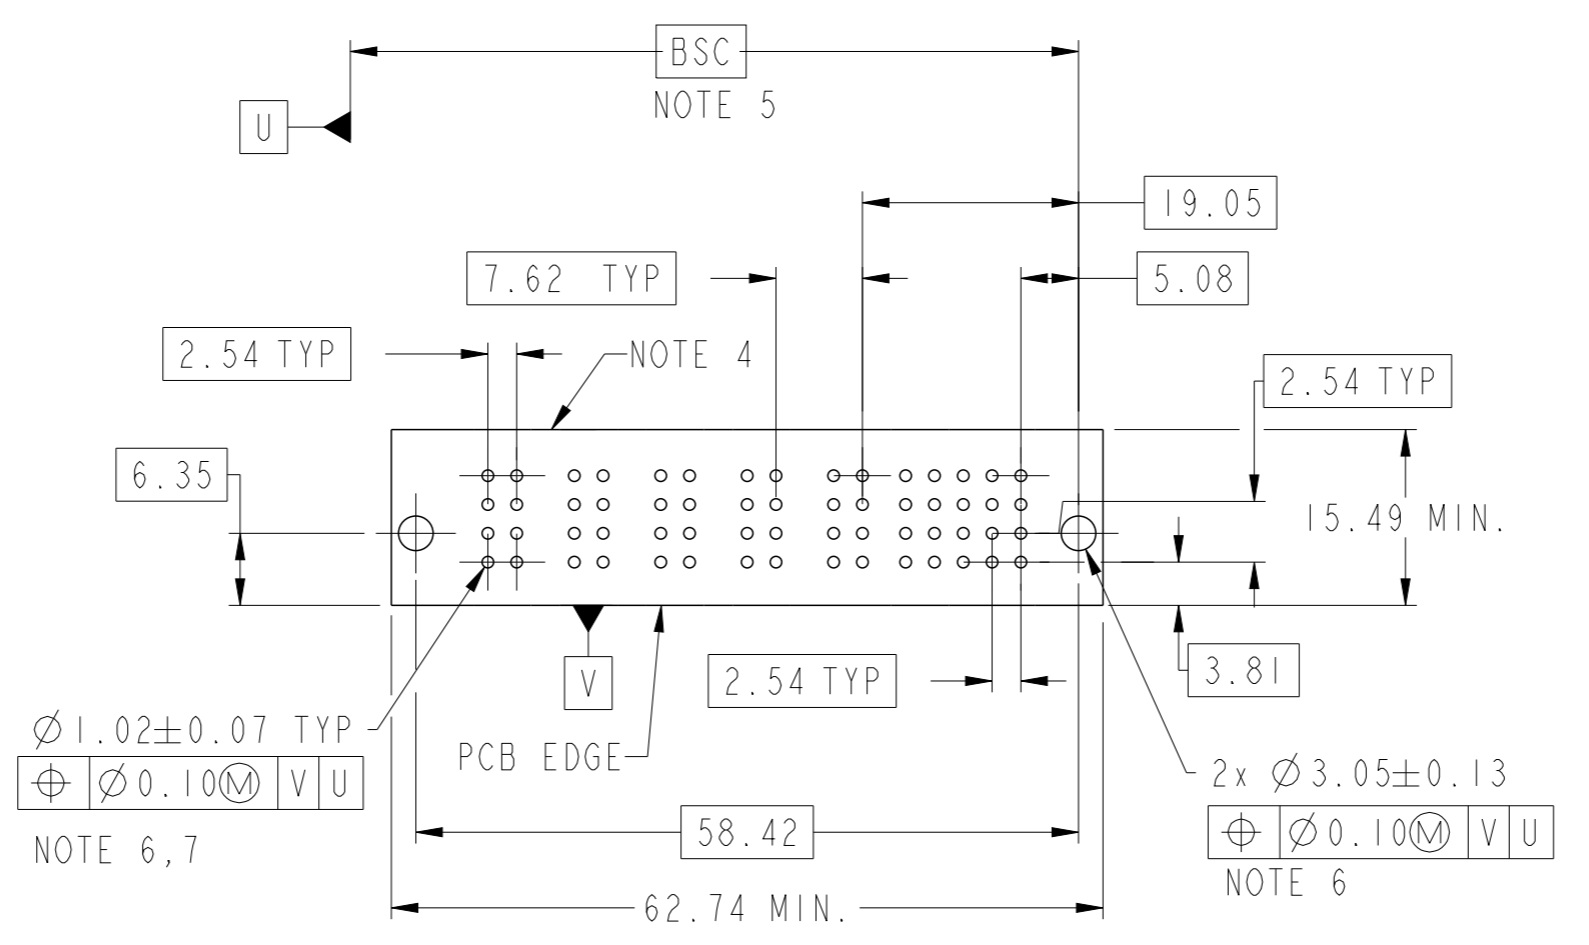 BSC
NOTE 5
U
19.05
7.62 TYP
5.08
2.54 TYP
NOTE 4
2.54 TYP
6.35
15.49 MIN.
V
2.54 TYP
3.81
Ø1.02±0.07 TYP
⌖ Ø0.10Ⓜ V U
NOTE 6,7
PCB EDGE
2x Ø3.05±0.13
⌖ Ø0.10Ⓜ V U
NOTE 6
58.42
62.74 MIN.